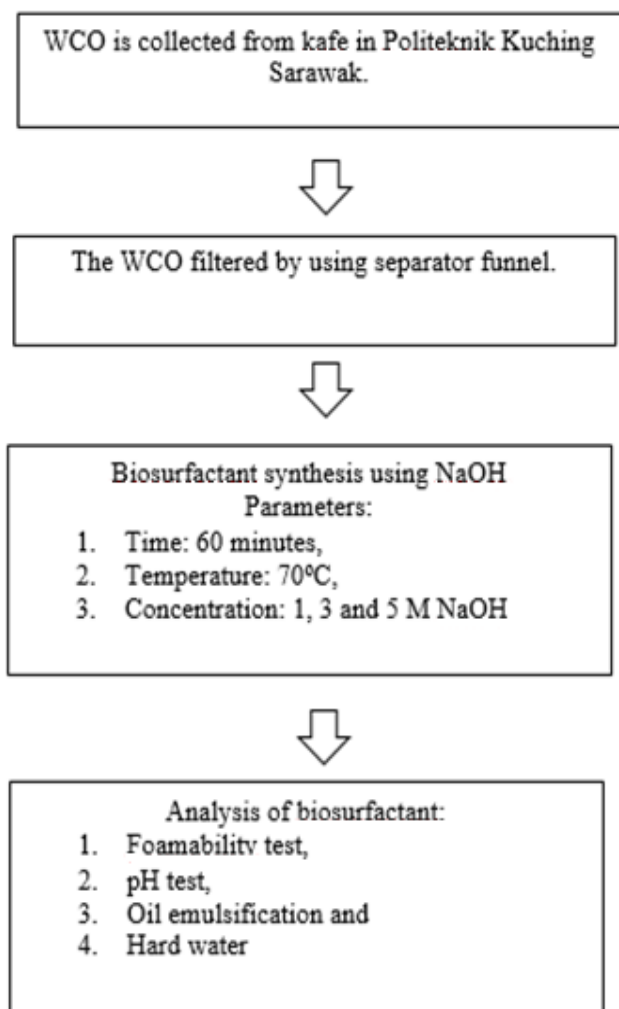 WCO is collected from kafe in Politeknik Kuching
Sarawak.
The WCO filtered by using separator funnel.
Biosurfactant synthesis using NaOH
Parameters:
1. Time: 60 minutes,
2. Temperature: 70⁰C,
3. Concentration: 1, 3 and 5 M NaOH
Analysis of biosurfactant:
1. Foamability test,
2. pH test,
3. Oil emulsification and
4. Hard water